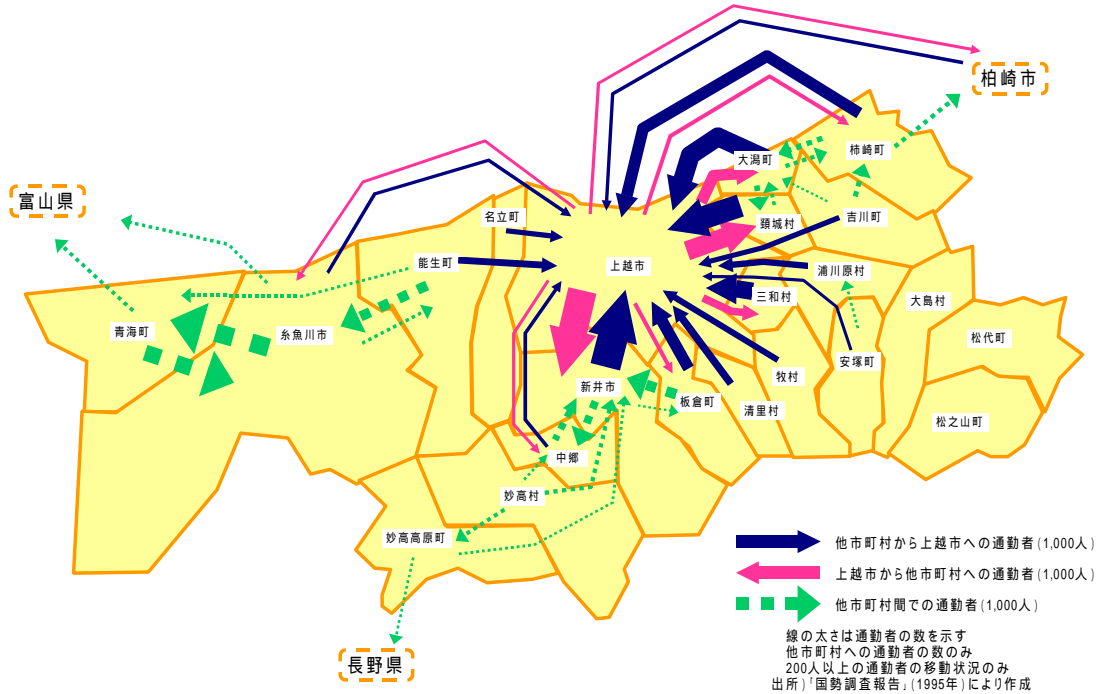 柏崎市
柿崎町
大潟町
富山県
名立町
頸城村
吉川町
能生町
上越市
浦川原村
三和村
大島村
青海町
糸魚川市
松代町
安塚町
牧村
新井市
板倉町
清里村
松之山町
中郷
妙高村
妙高高原町
長野県
他市町村から上越市への通勤者(1,000人)
上越市から他市町村への通勤者(1,000人)
他市町村間での通勤者(1,000人)
線の太さは通勤者の数を示す
他市町村への通勤者の数のみ
200人以上の通勤者の移動状況のみ
出所)「国勢調査報告」(1995年)により作成